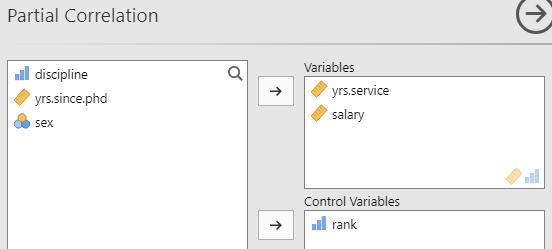 Partial Correlation
discipline
yrs.since.phd
sex
Variables
yrs.service
salary
Control Variables
rank